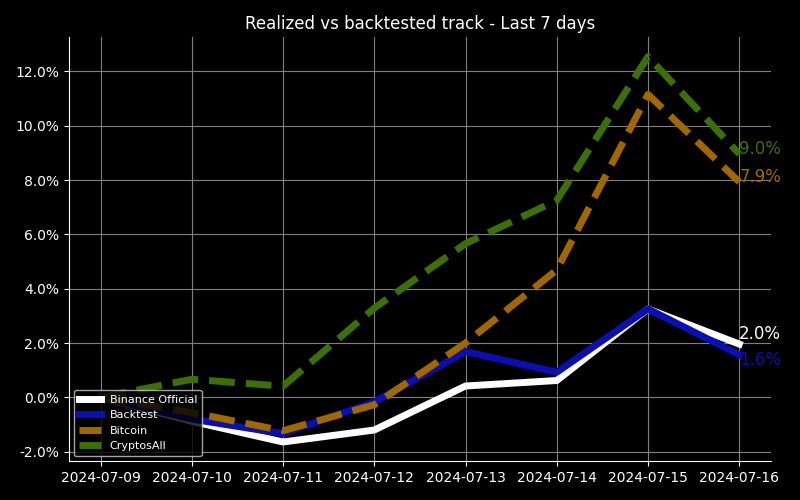 Realized vs backtested track - Last 7 days
12.0%
10.0%
8.0%
6.0%
4.0%
2.0%
0.0%
-2.0%
9.0%
7.9%
2.0%
1.6%
Binance Official
Backtest
Bitcoin
CryptosAll
2024-07-09 2024-07-10 2024-07-11 2024-07-12 2024-07-13 2024-07-14 2024-07-15 2024-07-16